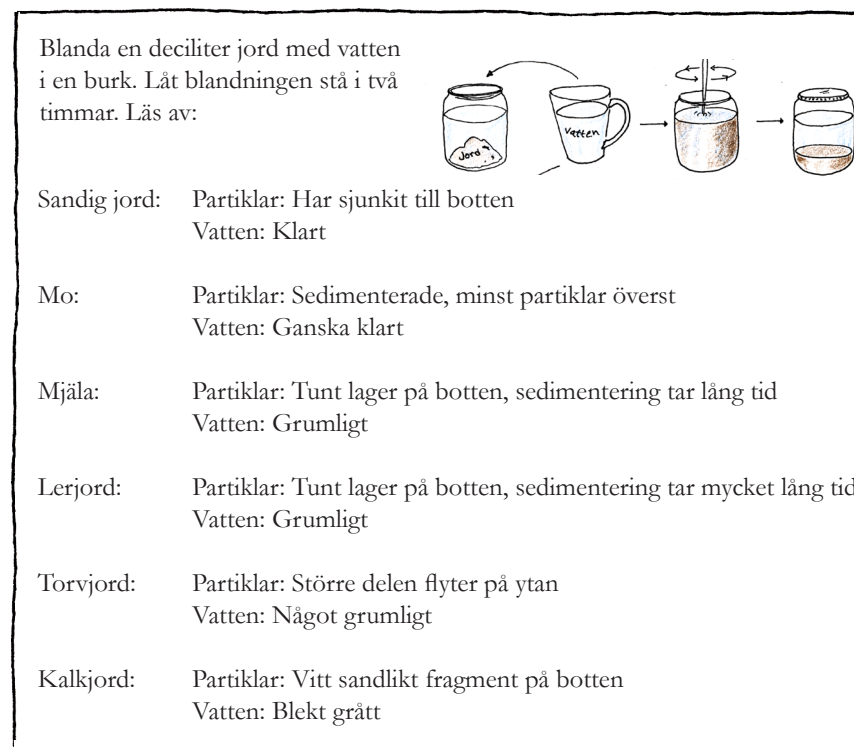 Blanda en deciliter jord med vatten
i en burk. Låt blandningen stå i två
timmar. Läs av:
Jord
Vatten
Sandig jord: Partiklar: Har sjunkit till botten
Vatten: Klart
Mo: Partiklar: Sedimenterade, minst partiklar överst
Vatten: Ganska klart
Mjäla: Partiklar: Tunt lager på botten, sedimentering tar lång tid
Vatten: Grumligt
Lerjord: Partiklar: Tunt lager på botten, sedimentering tar mycket lång tid
Vatten: Grumligt
Torvjord: Partiklar: Större delen flyter på ytan
Vatten: Något grumligt
Kalkjord: Partiklar: Vitt sandlikt fragment på botten
Vatten: Blekt grått